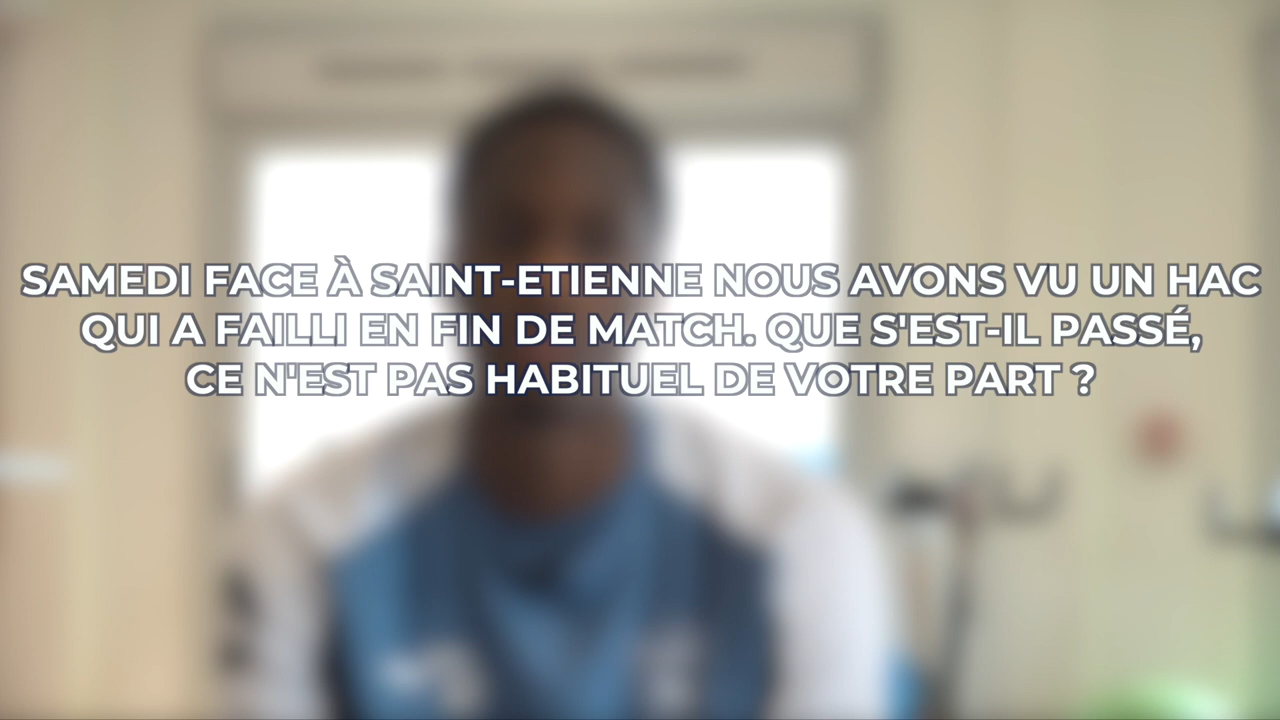 SAMEDI FACE À SAINT-ETIENNE NOUS AVONS VU UN HAC
QUI A FAILLI EN FIN DE MATCH. QUE S'EST-IL PASSÉ,
CE N'EST PAS HABITUEL DE VOTRE PART ?